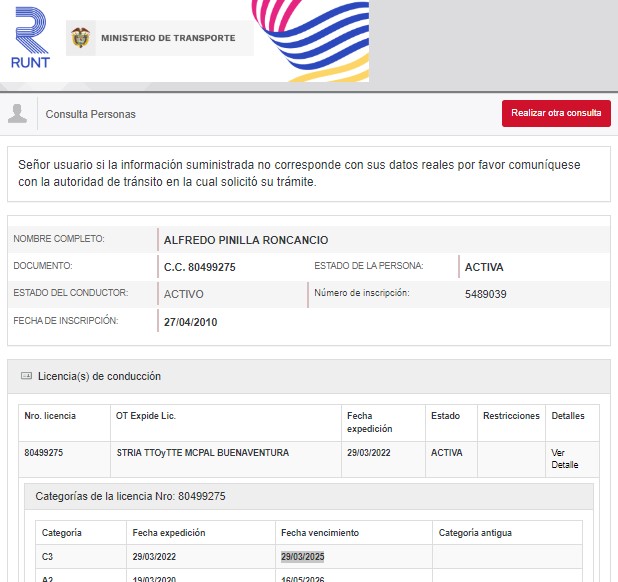 RUNT
MINISTERIO DE TRANSPORTE
Consulta Personas
Realizar otra consulta
Señor usuario si la información suministrada no corresponde con sus datos reales por favor comuníquese
con la autoridad de tránsito en la cual solicitó su trámite.
NOMBRE COMPLETO: ALFREDO PINILLA RONCANCIO
DOCUMENTO: C.C. 80499275 ESTADO DE LA PERSONA: ACTIVA
ESTADO DEL CONDUCTOR: ACTIVO Número de inscripción: 5489039
FECHA DE INSCRIPCIÓN: 27/04/2010
Licencia(s) de conducción
Nro. licencia OT Expide Lic. Fecha expedición Estado Restricciones Detalles
80499275 STRIA TTOyTTE MCPAL BUENAVENTURA 29/03/2022 ACTIVA Ver Detalle
Categorías de la licencia Nro: 80499275
Categoría Fecha expedición Fecha vencimiento Categoria antigua
C3 29/03/2022 29/03/2025
A2 19/03/2020 16/05/2026